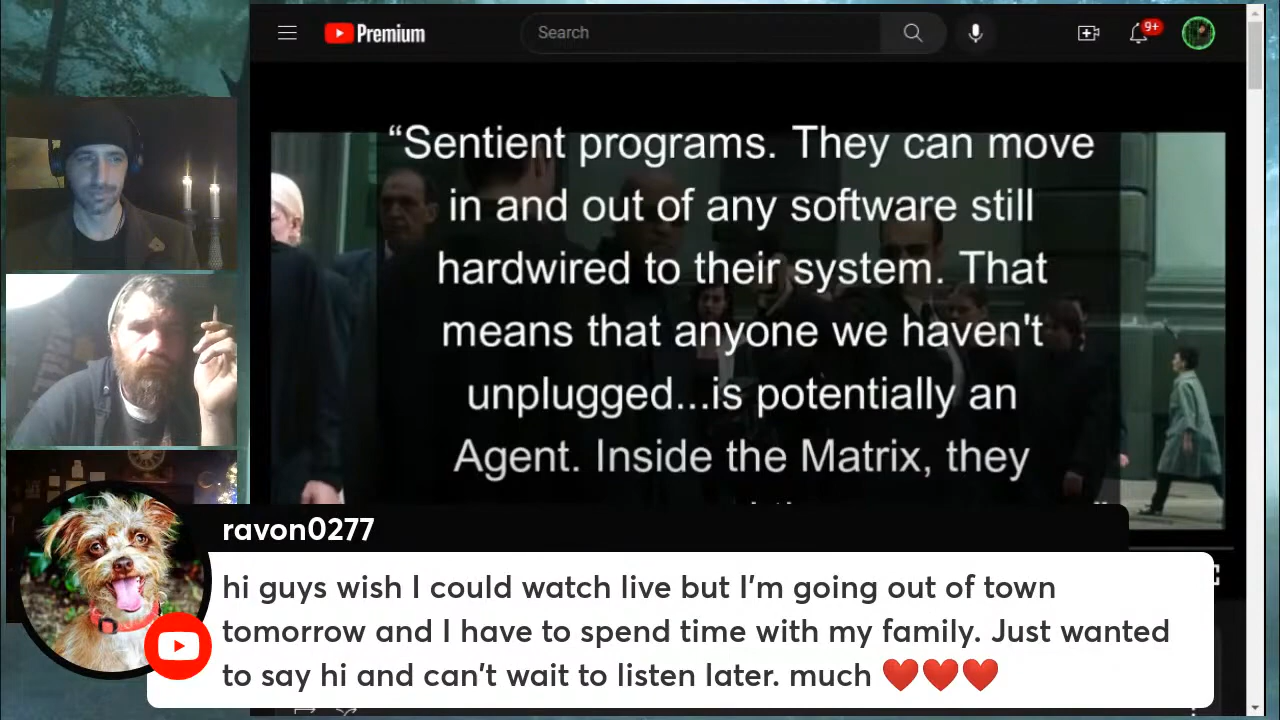 Premium
Search
9+
“Sentient programs. They can move
in and out of any software still
hardwired to their system. That
means that anyone we haven't
unplugged...is potentially an
Agent. Inside the Matrix, they
ravon0277
hi guys wish I could watch live but I'm going out of town
tomorrow and I have to spend time with my family. Just wanted
to say hi and can't wait to listen later. much ❤️❤️❤️